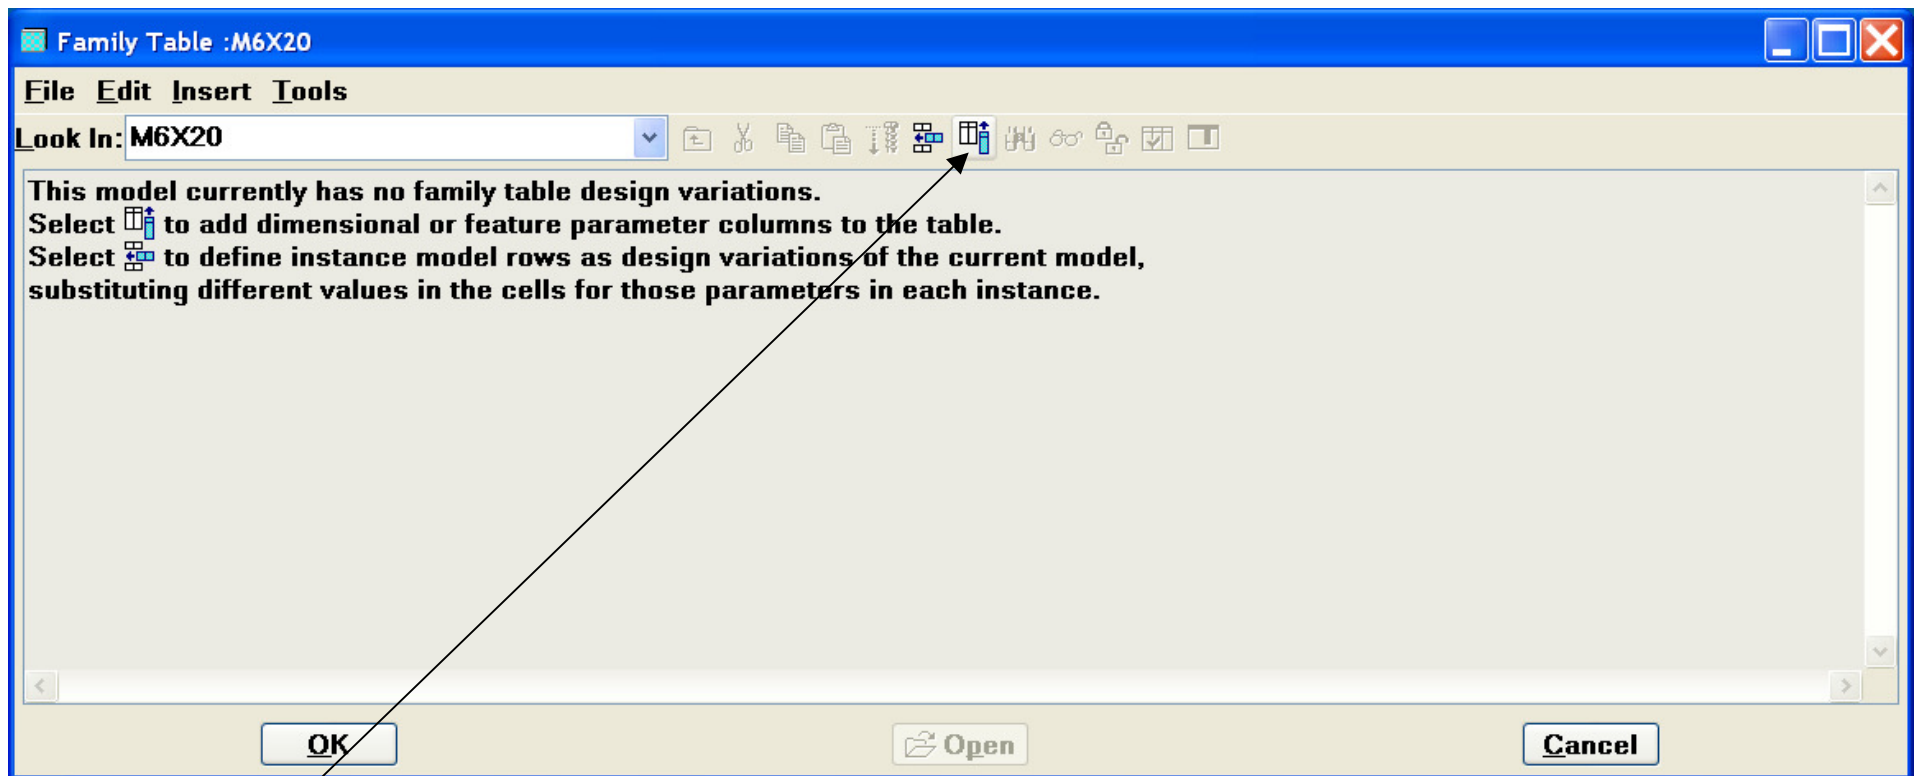 Family Table :M6X20
File Edit Insert Tools
Look In: M6X20
This model currently has no family table design variations.
Select to add dimensional or feature parameter columns to the table.
Select to define instance model rows as design variations of the current model,
substituting different values in the cells for those parameters in each instance.
OK Open Cancel